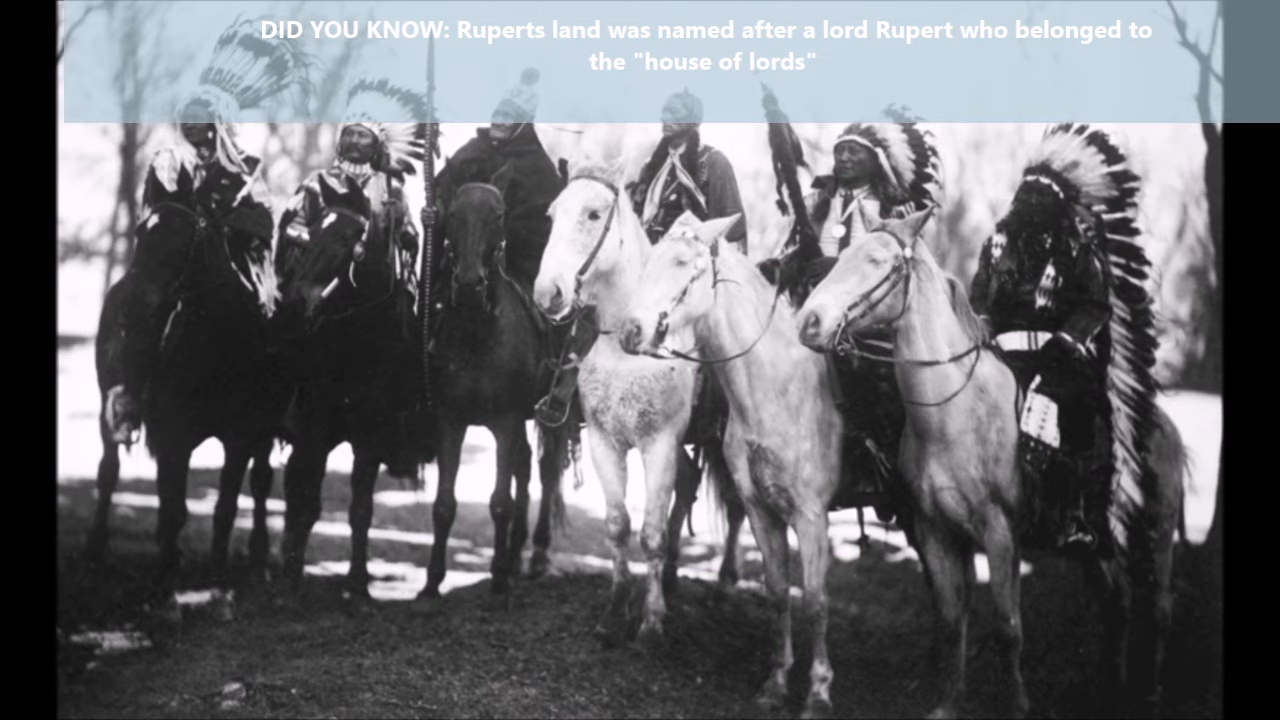 DID YOU KNOW: Ruperts land was named after a lord Rupert who belonged to
the "house of lords"